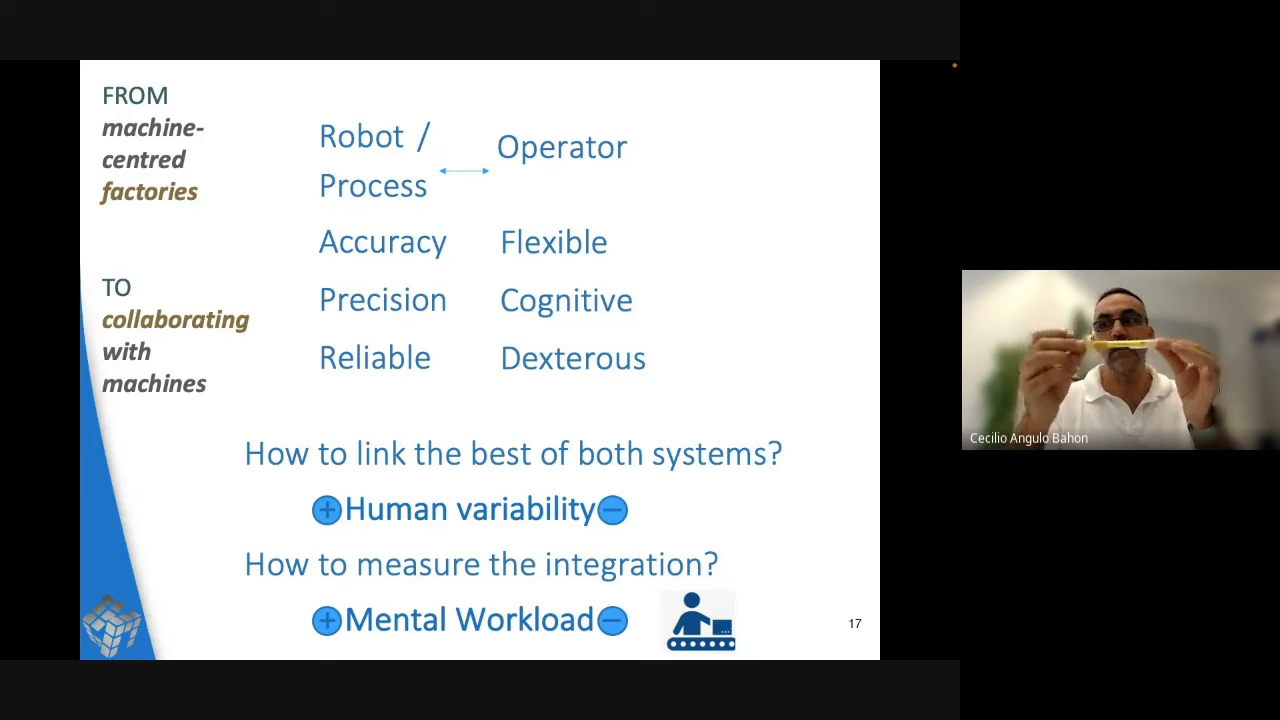 FROM
machine-
centred
factories
TO
collaborating
with
machines
Robot /
Process
Operator
Accuracy
Flexible
Precision
Cognitive
Reliable
Dexterous
How to link the best of both systems?
Human variability
How to measure the integration?
Mental Workload
17
Cecilio Angulo Bahon